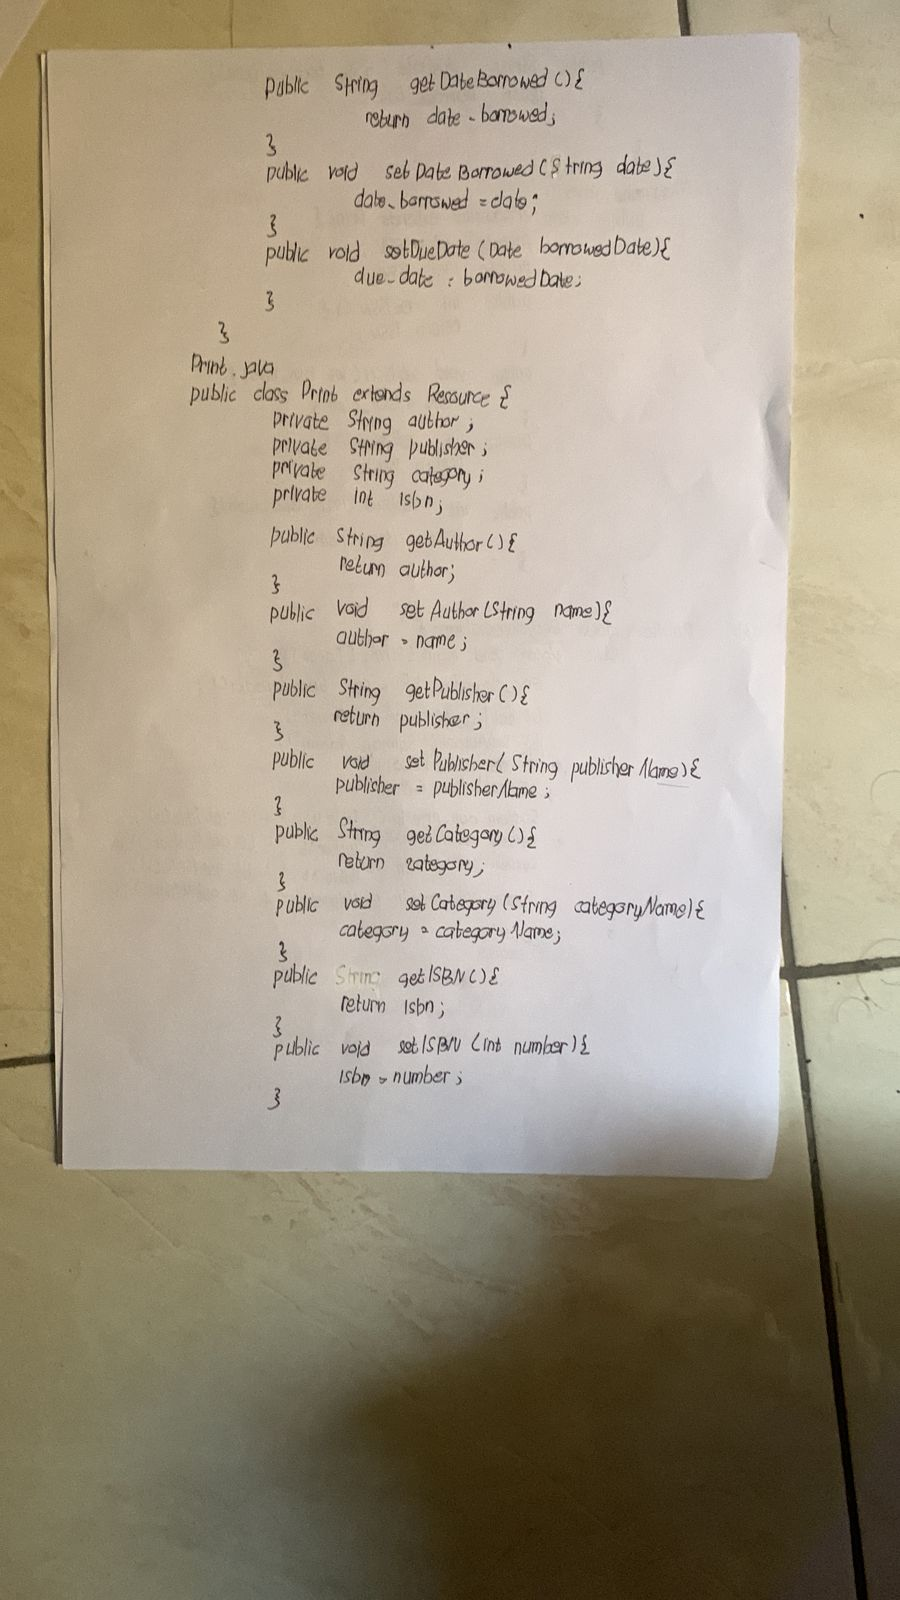 public String getDateBorrowed(){
return date_borrowed;
}
public void setDateBorrowed(String date){
date_borrowed = date;
}
public void setDueDate(Date borrowedDate){
due_date = borrowedDate;
}
}
Print.java
public class Print extends Resource {
private String author;
private String publisher;
private String category;
private int isbn;
public String getAuthor(){
return author;
}
public void setAuthor(String name){
author = name;
}
public String getPublisher(){
return publisher;
}
public void setPublisher(String publisherName){
publisher = publisherName;
}
public String getCategory(){
return category;
}
public void setCategory(String categoryName){
category = categoryName;
}
public String getISBN(){
return isbn;
}
public void setISBN(int number){
isbn = number;
}